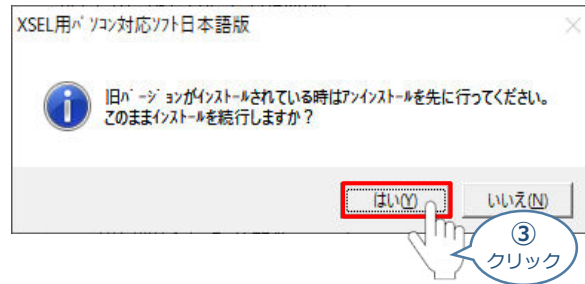 XSEL用パソコン対応ソフト日本語版
旧バージョンがインストールされている時はアンインストールを先に行ってください。
このままインストールを続行しますか？
はい(Y)
いいえ(N)
③
クリック